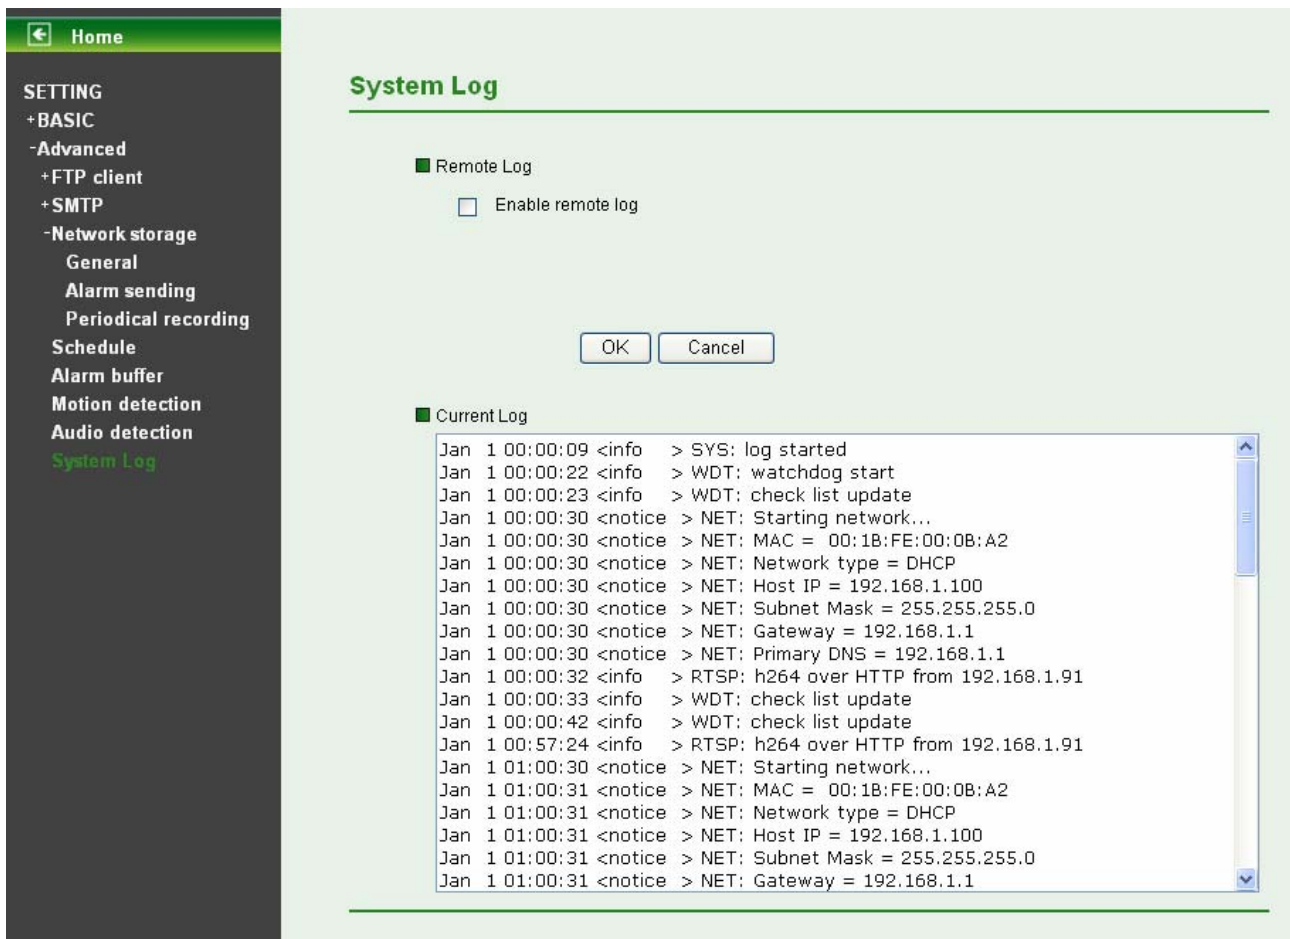 Home
SETTING
+BASIC
-Advanced
+FTP client
+SMTP
-Network storage
General
Alarm sending
Periodical recording
Schedule
Alarm buffer
Motion detection
Audio detection
System Log
System Log
Remote Log
Enable remote log
OK
Cancel
Current Log
Jan 1 00:00:09 <info > SYS: log started
Jan 1 00:00:22 <info > WDT: watchdog start
Jan 1 00:00:23 <info > WDT: check list update
Jan 1 00:00:30 <notice > NET: Starting network...
Jan 1 00:00:30 <notice > NET: MAC = 00:1B:FE:00:0B:A2
Jan 1 00:00:30 <notice > NET: Network type = DHCP
Jan 1 00:00:30 <notice > NET: Host IP = 192.168.1.100
Jan 1 00:00:30 <notice > NET: Subnet Mask = 255.255.255.0
Jan 1 00:00:30 <notice > NET: Gateway = 192.168.1.1
Jan 1 00:00:30 <notice > NET: Primary DNS = 192.168.1.1
Jan 1 00:00:32 <info > RTSP: h264 over HTTP from 192.168.1.91
Jan 1 00:00:33 <info > WDT: check list update
Jan 1 00:00:42 <info > WDT: check list update
Jan 1 00:57:24 <info > RTSP: h264 over HTTP from 192.168.1.91
Jan 1 01:00:30 <notice > NET: Starting network...
Jan 1 01:00:31 <notice > NET: MAC = 00:1B:FE:00:0B:A2
Jan 1 01:00:31 <notice > NET: Network type = DHCP
Jan 1 01:00:31 <notice > NET: Host IP = 192.168.1.100
Jan 1 01:00:31 <notice > NET: Subnet Mask = 255.255.255.0
Jan 1 01:00:31 <notice > NET: Gateway = 192.168.1.1